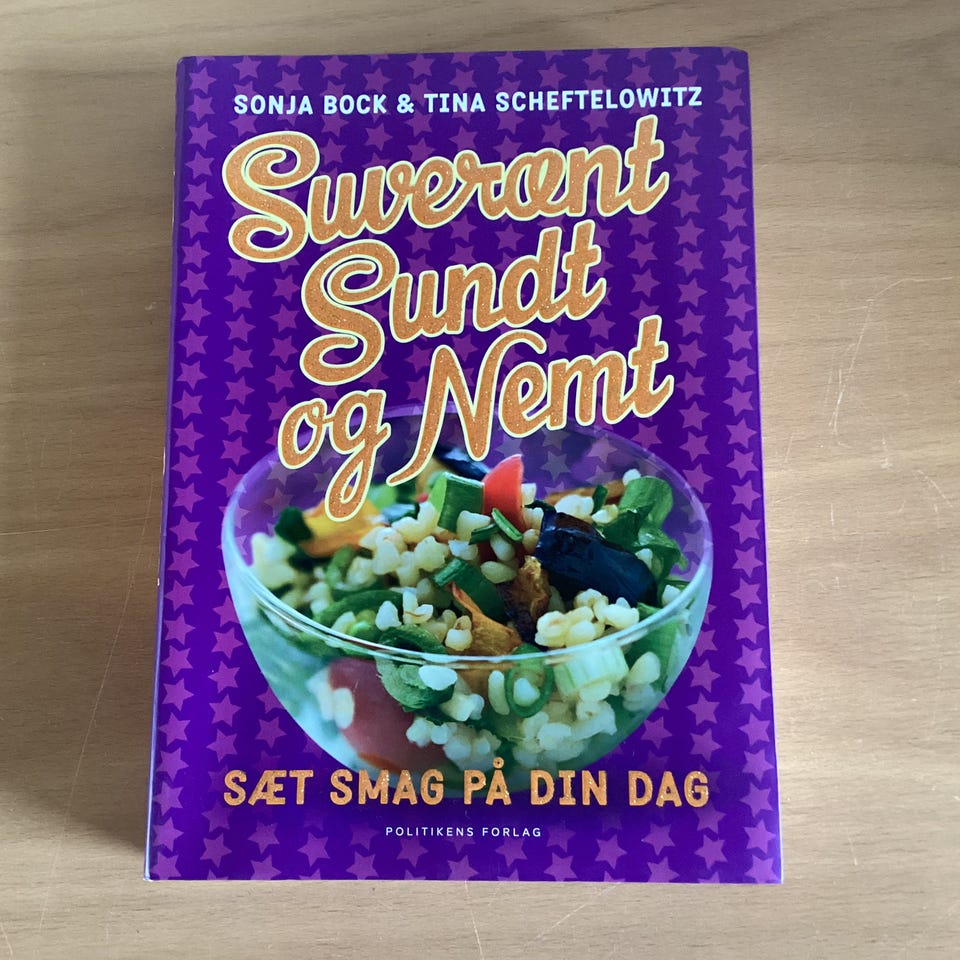 SONJA BOCK & TINA SCHEFTELOWITZ
Suverænt
Sundt
og Nemt
SÆT SMAG PÅ DIN DAG
POLITIKENS FORLAG